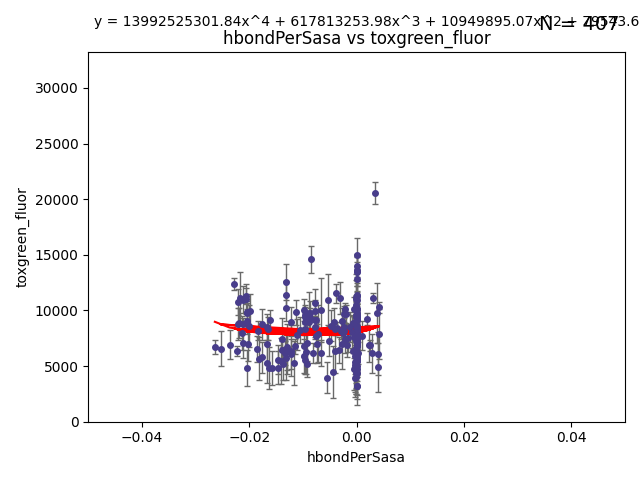 y = 13992525301.84x^4 + 617813253.98x^3 + 10949895.07x^2 +
N = 407
hbondPerSasa vs toxgreen_fluor
30000
25000
20000
15000
10000
5000
0
toxgreen_fluor
−0.04 −0.02 0.00 0.02 0.04
hbondPerSasa